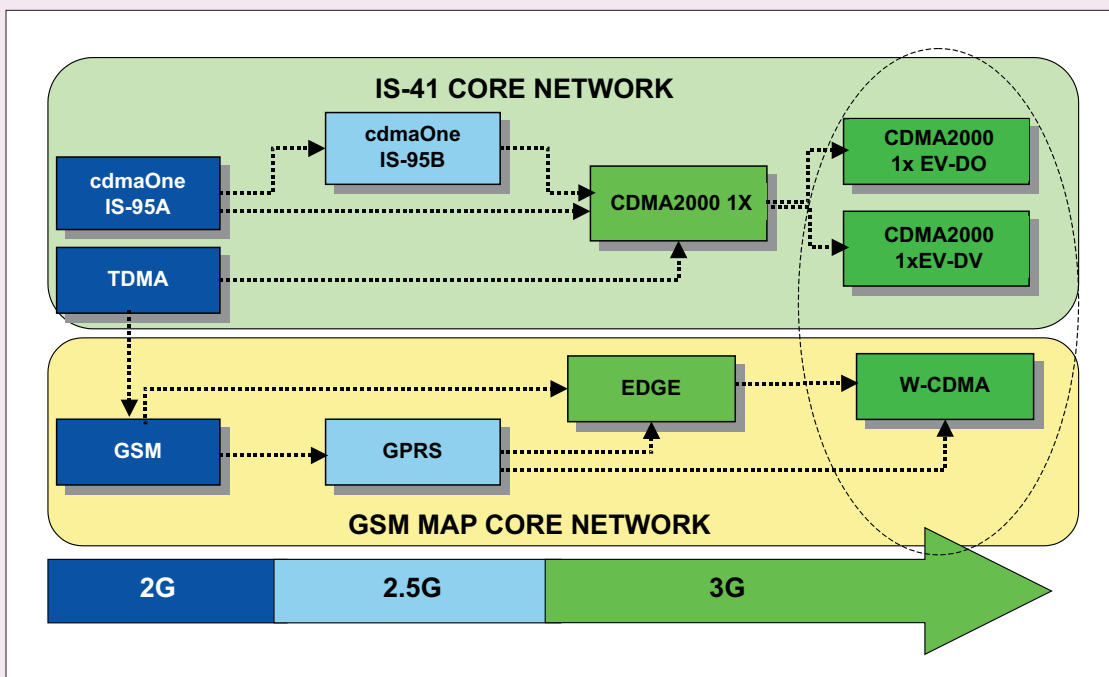 IS-41 CORE NETWORK
cdmaOne
IS-95A
cdmaOne
IS-95B
CDMA2000 1X
CDMA2000
1x EV-DO
CDMA2000
1xEV-DV
TDMA
GSM
GPRS
EDGE
W-CDMA
GSM MAP CORE NETWORK
2G
2.5G
3G